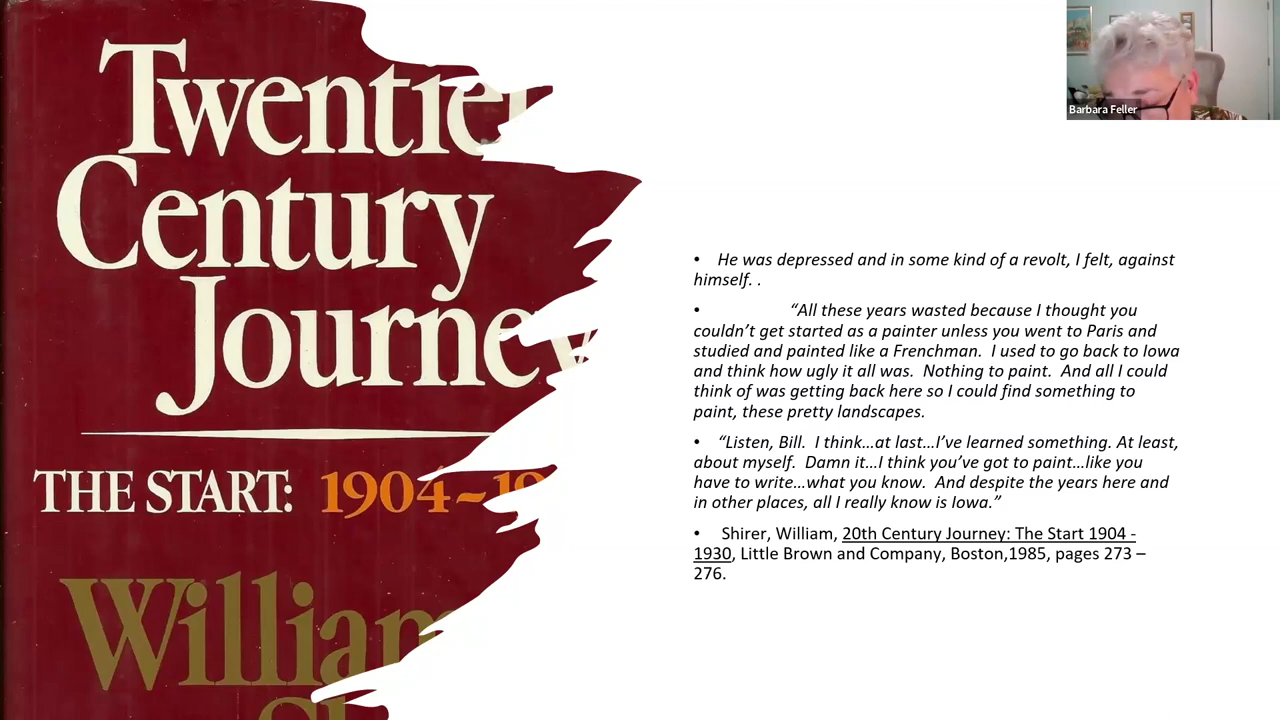 Twentie
Century
Journey
THE START: 1904~19
William
Barbara Feller
• He was depressed and in some kind of a revolt, I felt, against
himself. .
• “All these years wasted because I thought you
couldn’t get started as a painter unless you went to Paris and
studied and painted like a Frenchman. I used to go back to Iowa
and think how ugly it all was. Nothing to paint. And all I could
think of was getting back here so I could find something to
paint, these pretty landscapes.
• “Listen, Bill. I think…at last…I’ve learned something. At least,
about myself. Damn it…I think you’ve got to paint…like you
have to write…what you know. And despite the years here and
in other places, all I really know is Iowa.”
• Shirer, William, 20th Century Journey: The Start 1904 -
1930, Little Brown and Company, Boston,1985, pages 273 –
276.